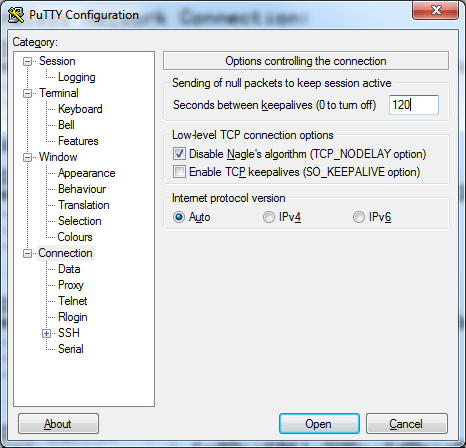 PuTTY Configuration
Category:
Session
Logging
Terminal
Keyboard
Bell
Features
Window
Appearance
Behaviour
Translation
Selection
Colours
Connection
Data
Proxy
Telnet
Rlogin
SSH
Serial
Options controlling the connection
Sending of null packets to keep session active
Seconds between keepalives (0 to turn off) 120
Low-level TCP connection options
Disable Nagle's algorithm (TCP_NODELAY option)
Enable TCP keepalives (SO_KEEPALIVE option)
Internet protocol version
Auto IPv4 IPv6
About Open Cancel